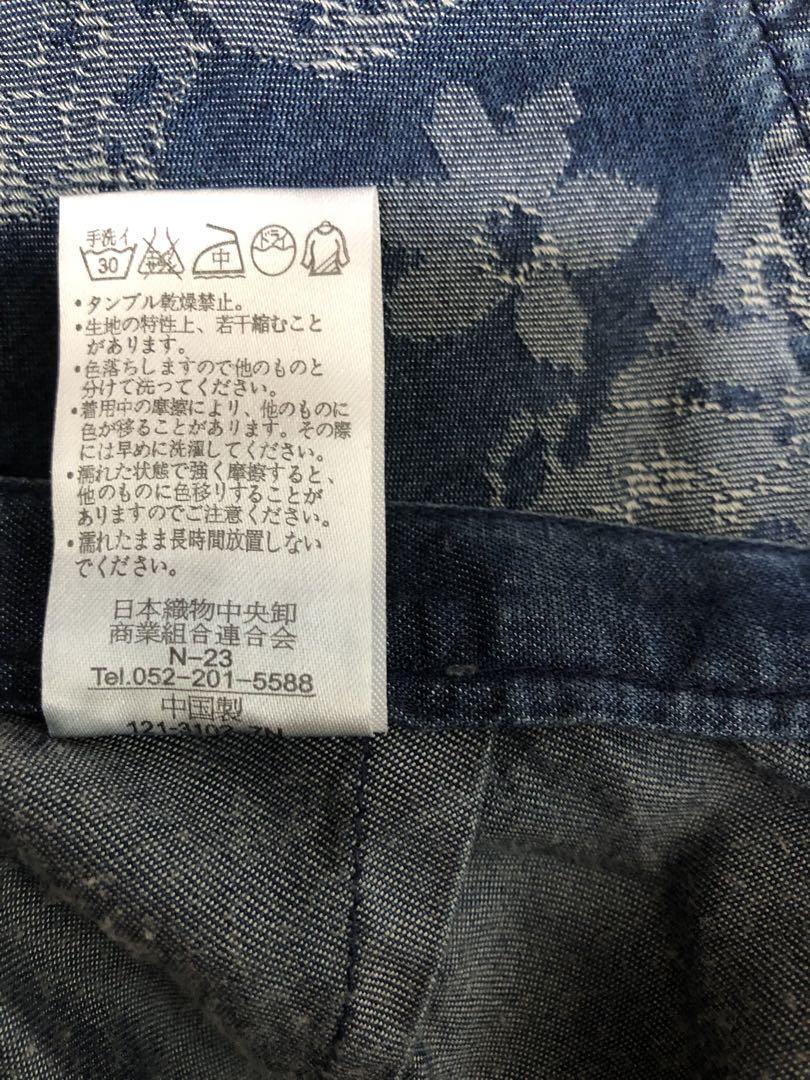 手洗イ
30 中 ドライ
・タンブル乾燥禁止。
・生地の特性上、若干縮むこと
があります。
・色落ちしますので他のものと
分けて洗ってください。
・着用中の摩擦により、他のものに
色が移ることがあります。その際
には早めに洗濯してください。
・濡れた状態で強く摩擦すると、
他のものに色移りすることが
ありますのでご注意ください。
・濡れたまま長時間放置しない
でください。
日本織物中央卸
商業組合連合会
N-23
Tel.052-201-5588
中国製